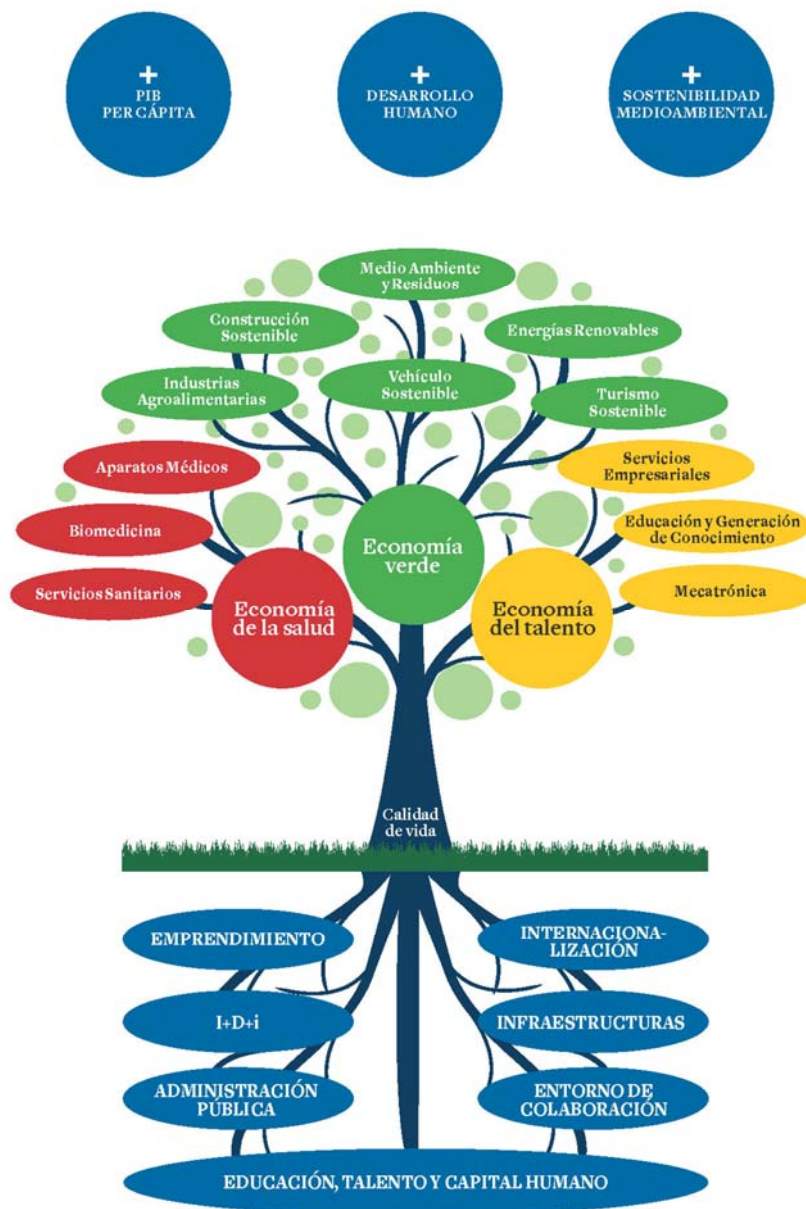 +
PIB
PER CÁPITA
+
DESARROLLO
HUMANO
+
SOSTENIBILIDAD
MEDIOAMBIENTAL
Medio Ambiente
y Residuos
Construcción
Sostenible
Energías Renovables
Industrias
Agroalimentarias
Vehículo
Sostenible
Turismo
Sostenible
Aparatos Médicos
Servicios
Empresariales
Biomedicina
Educación y Generación
de Conocimiento
Servicios Sanitarios
Mecatrónica
Economía
verde
Economía
de la salud
Economía
del talento
Calidad
de vida
EMPRENDIMIENTO
INTERNACIONA-
LIZACIÓN
I+D+i
INFRAESTRUCTURAS
ADMINISTRACIÓN
PÚBLICA
ENTORNO DE
COLABORACIÓN
EDUCACIÓN, TALENTO Y CAPITAL HUMANO